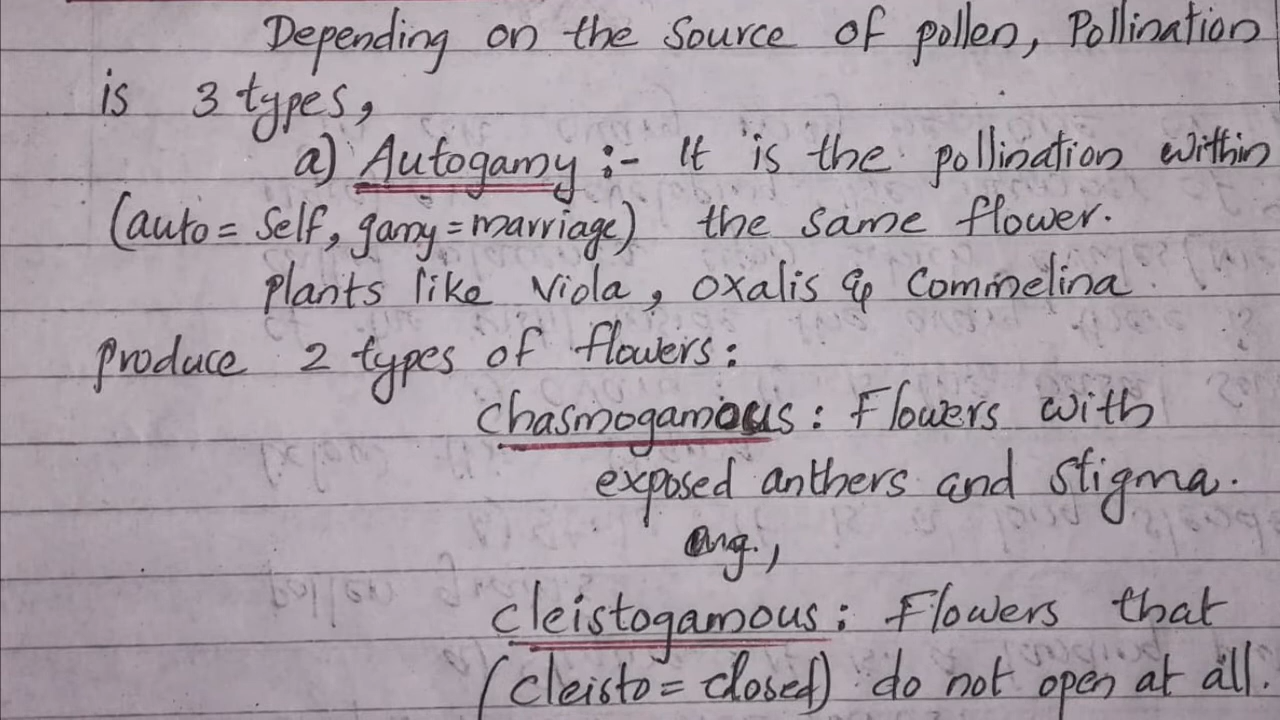 Depending on the Source of pollen, Pollination
is 3 types,
a) Autogamy :- It is the pollination within
(auto = Self, gamy = marriage) the same flower.
Plants like Viola, oxalis & Commelina
produce 2 types of flowers:
Chasmogamous: Flowers with
exposed anthers and stigma.
Cleistogamous: Flowers that
(cleisto = closed) do not open at all.